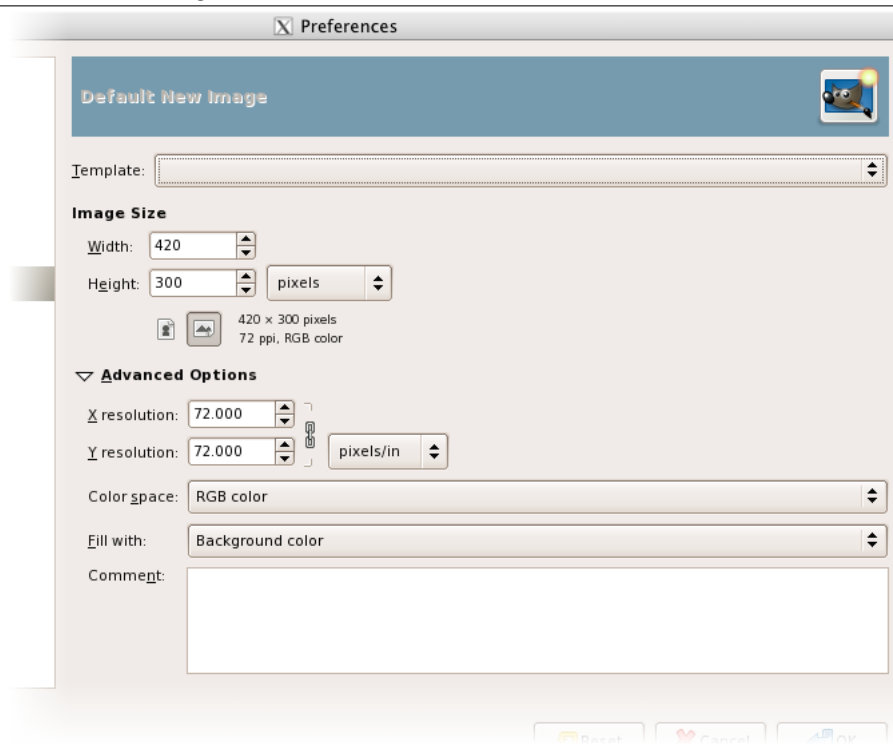 Preferences
Default New Image
Template:
Image Size
Width: 420
Height: 300 pixels
420 × 300 pixels
72 ppi, RGB color
Advanced Options
X resolution: 72.000
Y resolution: 72.000 pixels/in
Color space: RGB color
Fill with: Background color
Comment:
Reset Cancel OK